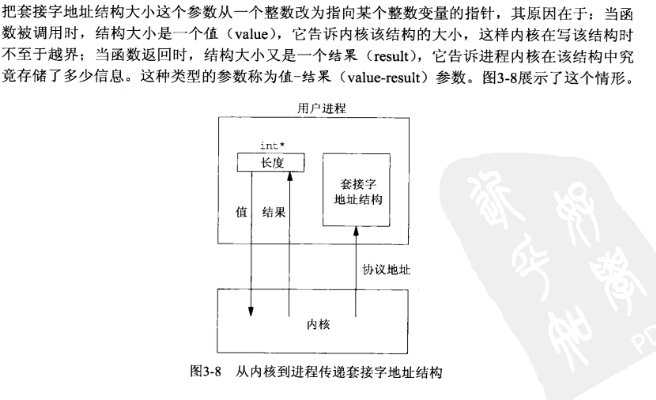 把套接字地址结构大小这个参数从一个整数改为指向某个整数变量的指针，其原因在于：当函
数被调用时，结构大小是一个值（value），它告诉内核该结构的大小，这样内核在写该结构时
不至于越界；当函数返回时，结构大小又是一个结果（result），它告诉进程内核在该结构中究
竟存储了多少信息。这种类型的参数称为值-结果（value-result）参数。图3-8展示了这个情形。
用户进程
int*
长度
套接字
地址结构
值
结果
协议地址
内核
图3-8 从内核到进程传递套接字地址结构
PD